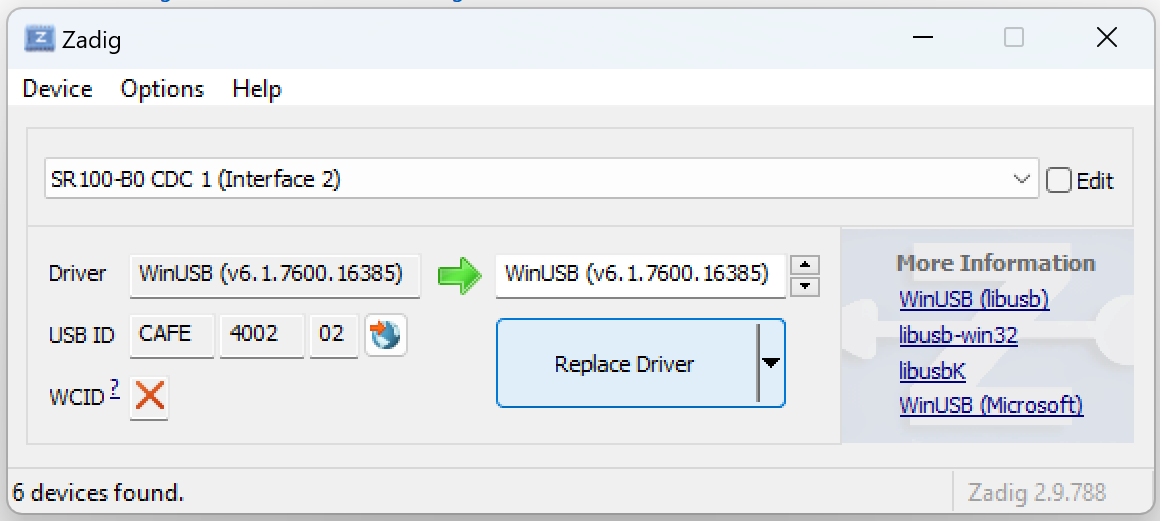 Zadig
Device Options Help
SR100-B0 CDC 1 (Interface 2)
Edit
Driver WinUSB (v6.1.7600.16385) WinUSB (v6.1.7600.16385)
USB ID CAFE 4002 02
WCID ?
Replace Driver
More Information
WinUSB (libusb)
libusb-win32
libusbK
WinUSB (Microsoft)
6 devices found.
Zadig 2.9.788